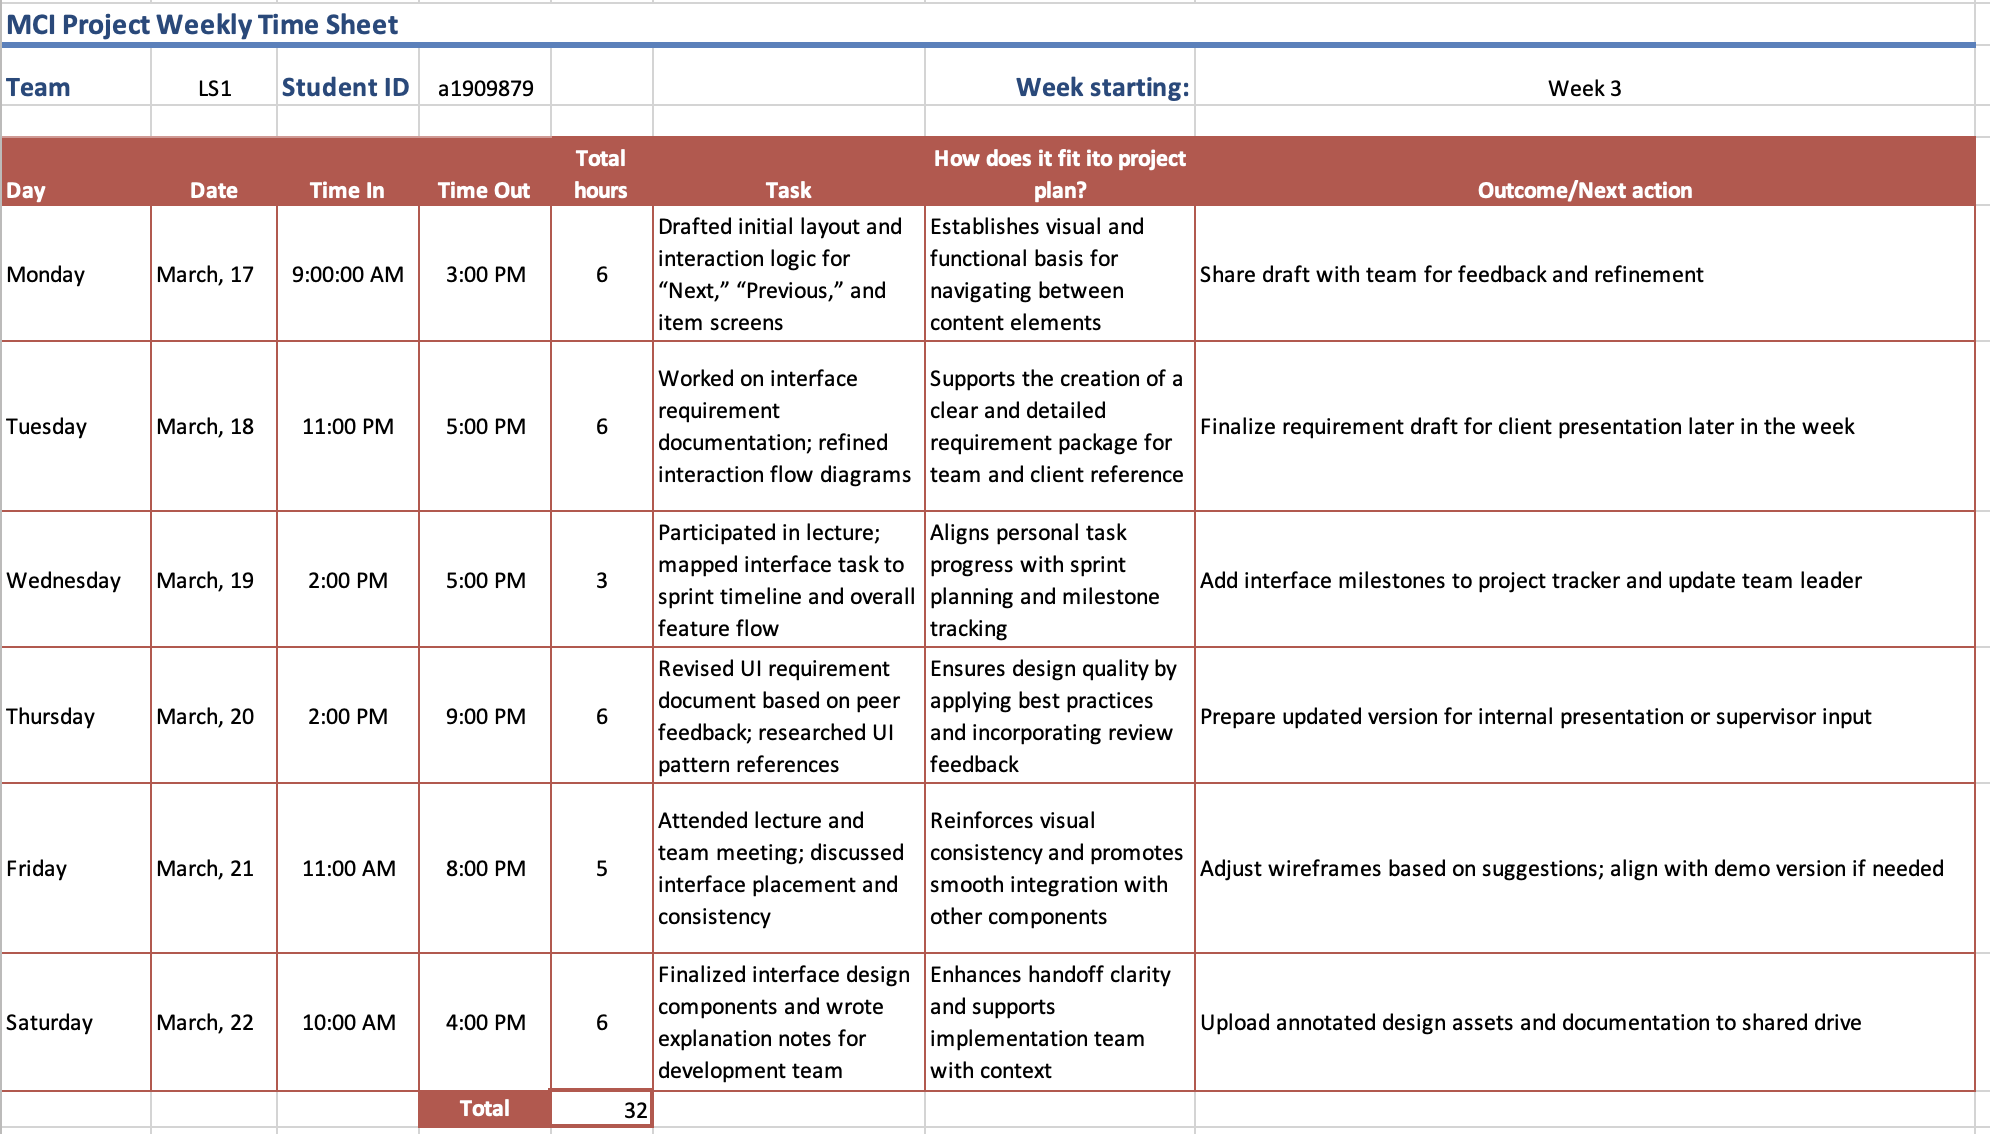 MCI Project Weekly Time Sheet
Team LS1 Student ID a1909879 Week starting: Week 3
Day Date Time In Time Out Total hours Task How does it fit ito project plan? Outcome/Next action
Monday March, 17 9:00:00 AM 3:00 PM 6
Drafted initial layout and
interaction logic for
“Next,” “Previous,” and
item screens
Establishes visual and
functional basis for
navigating between
content elements
Share draft with team for feedback and refinement
Tuesday March, 18 11:00 PM 5:00 PM 6
Worked on interface
requirement
documentation; refined
interaction flow diagrams
Supports the creation of a
clear and detailed
requirement package for
team and client reference
Finalize requirement draft for client presentation later in the week
Wednesday March, 19 2:00 PM 5:00 PM 3
Participated in lecture;
mapped interface task to
sprint timeline and overall
feature flow
Aligns personal task
progress with sprint
planning and milestone
tracking
Add interface milestones to project tracker and update team leader
Thursday March, 20 2:00 PM 9:00 PM 6
Revised UI requirement
document based on peer
feedback; researched UI
pattern references
Ensures design quality by
applying best practices
and incorporating review
feedback
Prepare updated version for internal presentation or supervisor input
Friday March, 21 11:00 AM 8:00 PM 5
Attended lecture and
team meeting; discussed
interface placement and
consistency
Reinforces visual
consistency and promotes
smooth integration with
other components
Adjust wireframes based on suggestions; align with demo version if needed
Saturday March, 22 10:00 AM 4:00 PM 6
Finalized interface design
components and wrote
explanation notes for
development team
Enhances handoff clarity
and supports
implementation team
with context
Upload annotated design assets and documentation to shared drive
Total 32